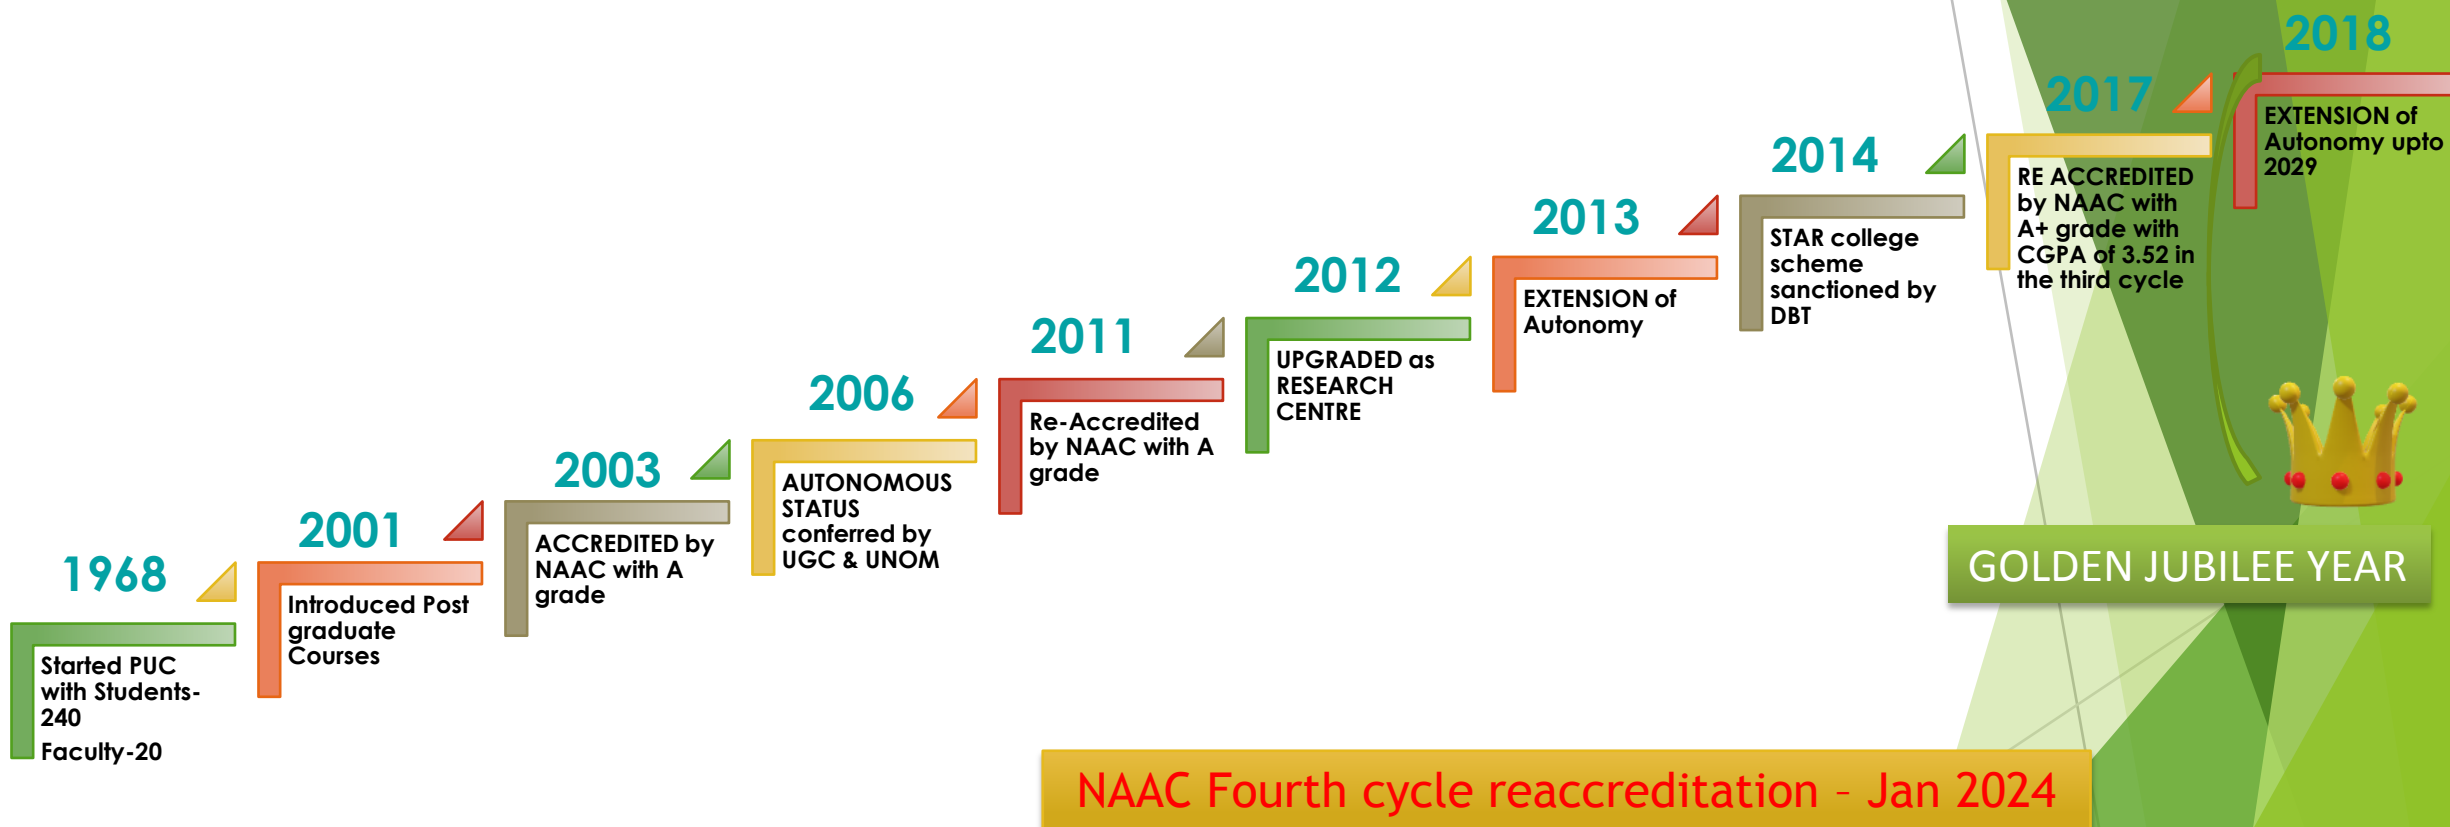 1968
Started PUC
with Students-
240
Faculty-20
2001
Introduced Post
graduate
Courses
2003
ACCREDITED by
NAAC with A
grade
2006
AUTONOMOUS
STATUS
conferred by
UGC & UNOM
2011
Re-Accredited
by NAAC with A
grade
2012
UPGRADED as
RESEARCH
CENTRE
2013
EXTENSION of
Autonomy
2014
STAR college
scheme
sanctioned by
DBT
2017
RE ACCREDITED
by NAAC with
A+ grade with
CGPA of 3.52 in
the third cycle
2018
EXTENSION of
Autonomy upto
2029
GOLDEN JUBILEE YEAR
NAAC Fourth cycle reaccreditation – Jan 2024